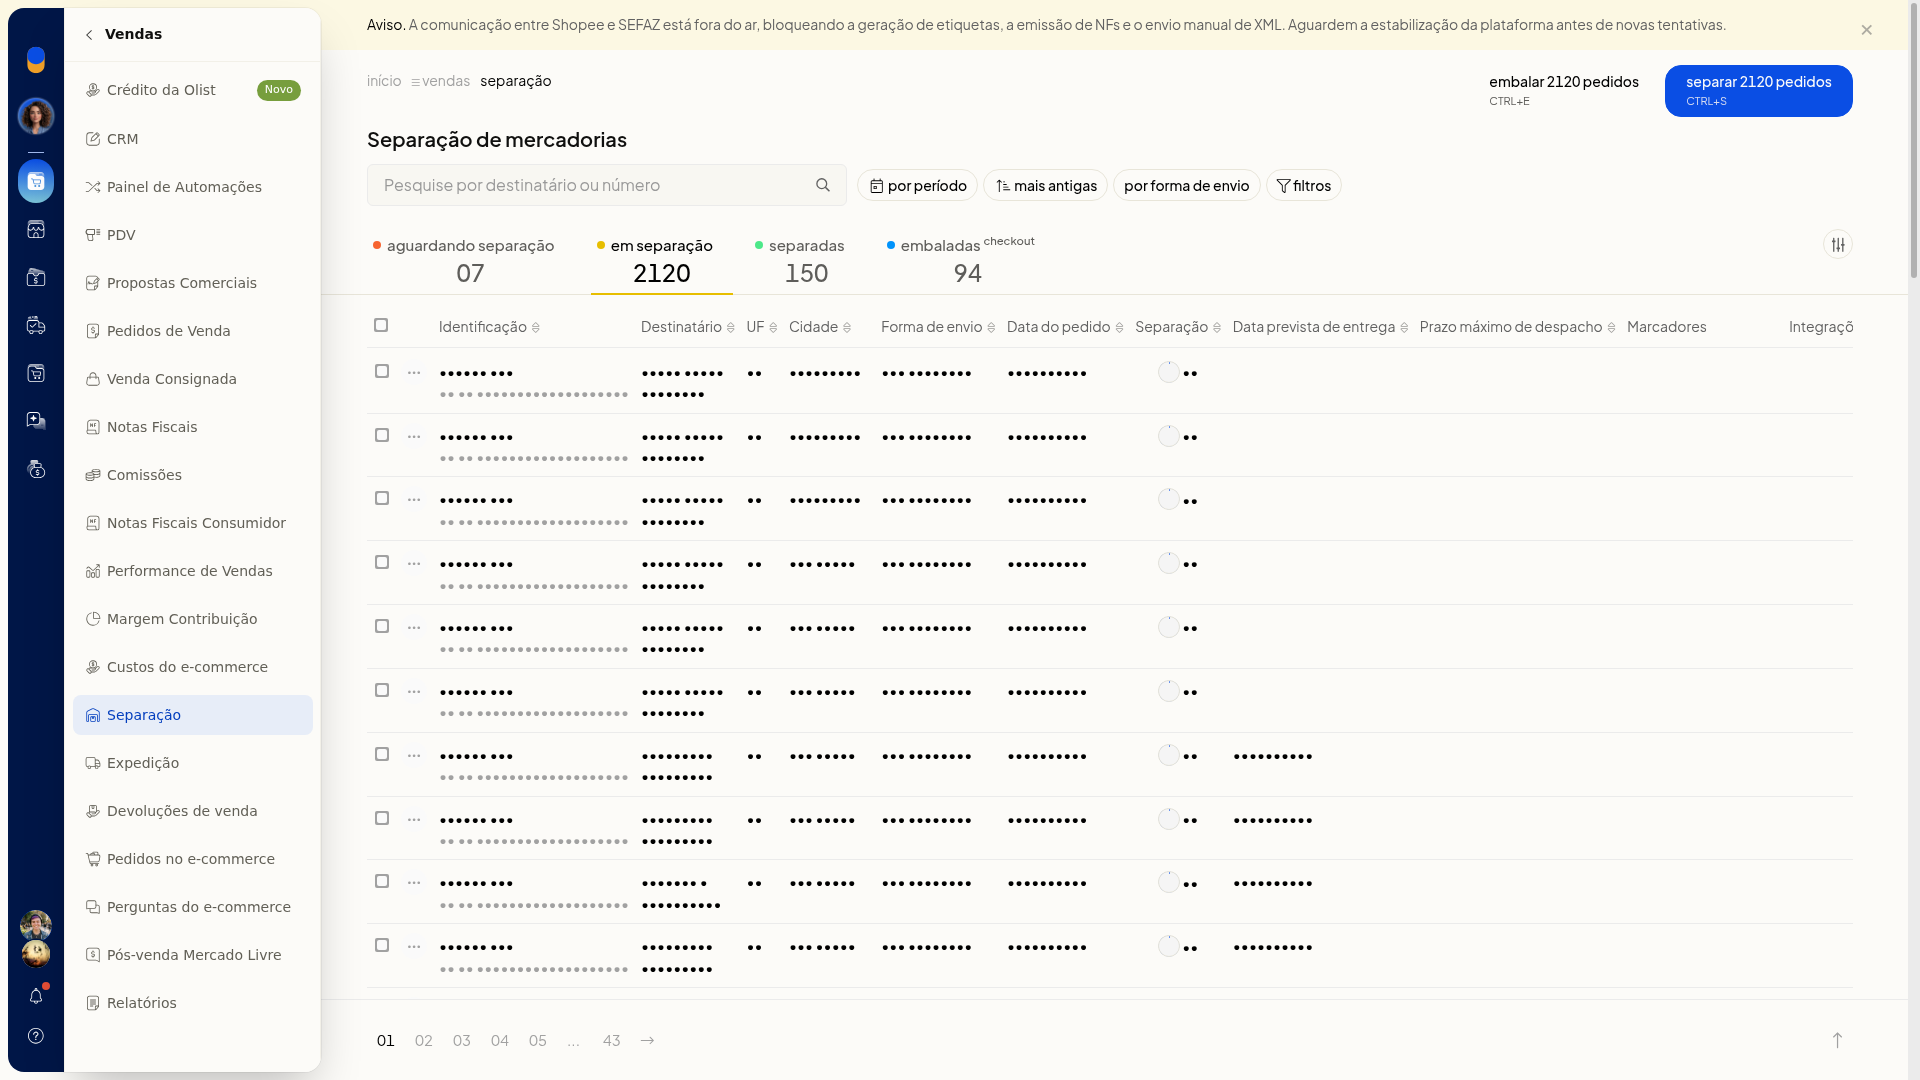 Aviso. A comunicação entre Shopee e SEFAZ está fora do ar, bloqueando a geração de etiquetas, a emissão de NFs e o envio manual de XML. Aguardem a estabilização da plataforma antes de novas tentativas.
Vendas
Crédito da Olist Novo
CRM
Painel de Automações
PDV
Propostas Comerciais
Pedidos de Venda
Venda Consignada
Notas Fiscais
Comissões
Notas Fiscais Consumidor
Performance de Vendas
Margem Contribuição
Custos do e-commerce
Separação
Expedição
Devoluções de venda
Pedidos no e-commerce
Perguntas do e-commerce
Pós-venda Mercado Livre
Relatórios
início vendas separação
embalar 2120 pedidos
CTRL+E
separar 2120 pedidos
CTRL+S
Separação de mercadorias
Pesquise por destinatário ou número
por período
mais antigas
por forma de envio
filtros
aguardando separação
07
em separação
2120
separadas
150
embaladas checkout
94
Identificação Destinatário UF Cidade Forma de envio Data do pedido Separação Data prevista de entrega Prazo máximo de despacho Marcadores Integraçõ
01 02 03 04 05 ... 43 →